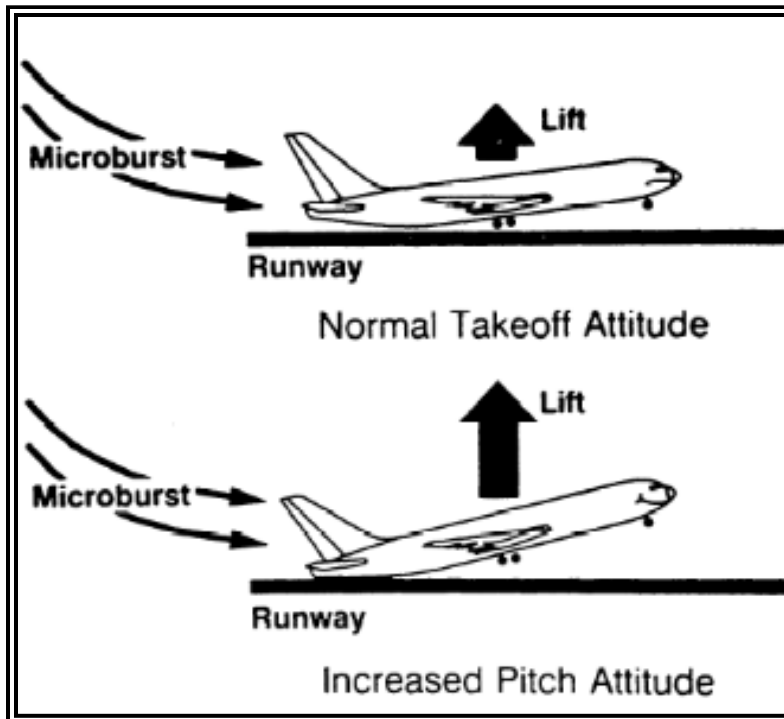 Lift
Microburst
Runway
Normal Takeoff Attitude
Lift
Microburst
Runway
Increased Pitch Attitude